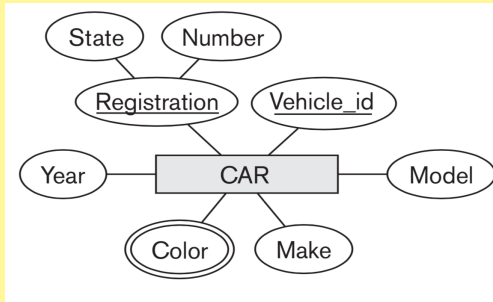 State Number
Registration Vehicle_id
Year CAR Model
Color Make